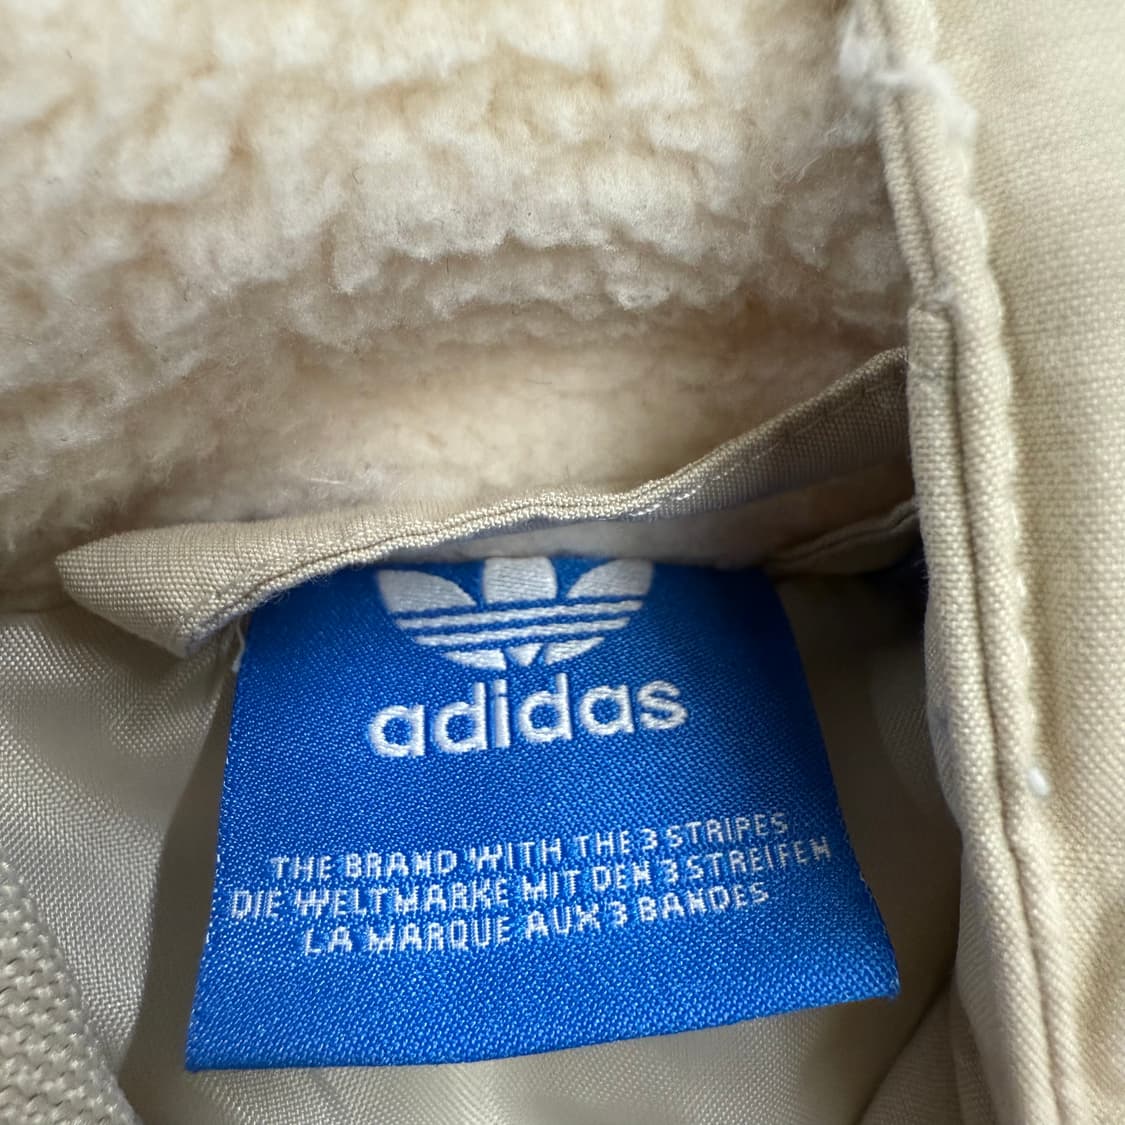 adidas
THE BRAND WITH THE 3 STRIPES
DIE WELTMARKE MIT DEN 3 STREIFEN
LA MARQUE AUX 3 BANDES